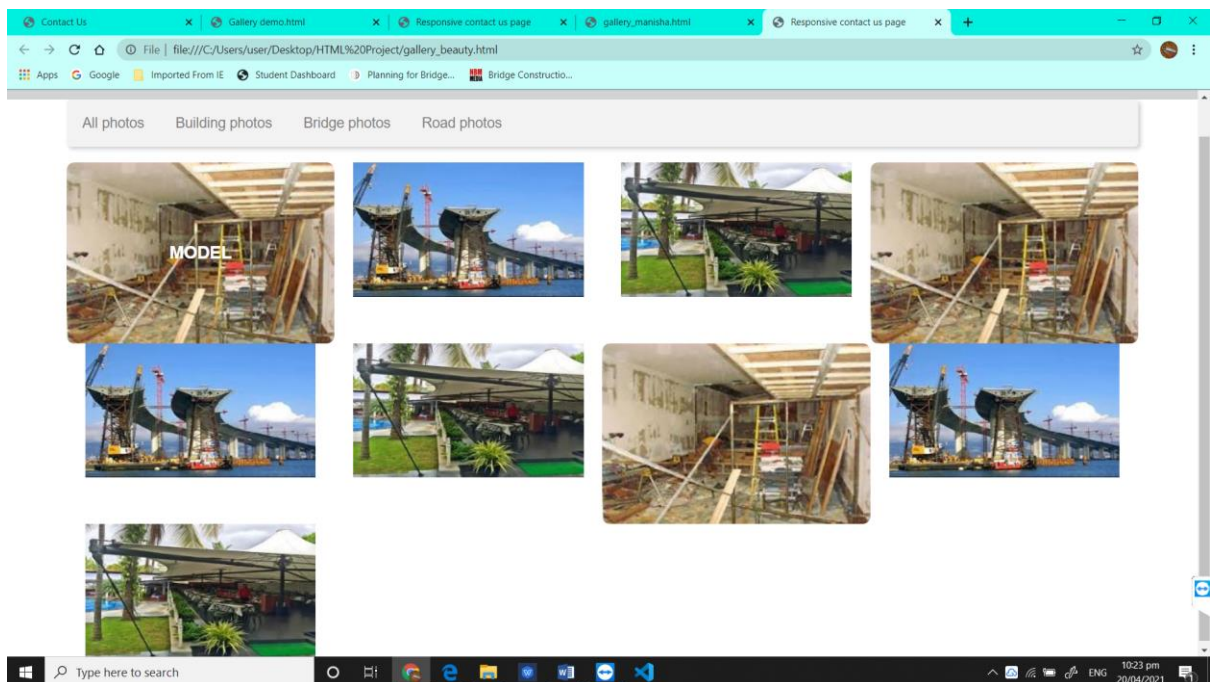 Contact Us
Gallery demo.html
Responsive contact us page
gallery_manisha.html
Responsive contact us page
File | file:///C:/Users/user/Desktop/HTML%20Project/gallery_beauty.html
Apps
Google
Imported From IE
Student Dashboard
Planning for Bridge...
Bridge Constructio...
All photos
Building photos
Bridge photos
Road photos
MODEL
Type here to search
ENG
10:23 pm
20/04/2021